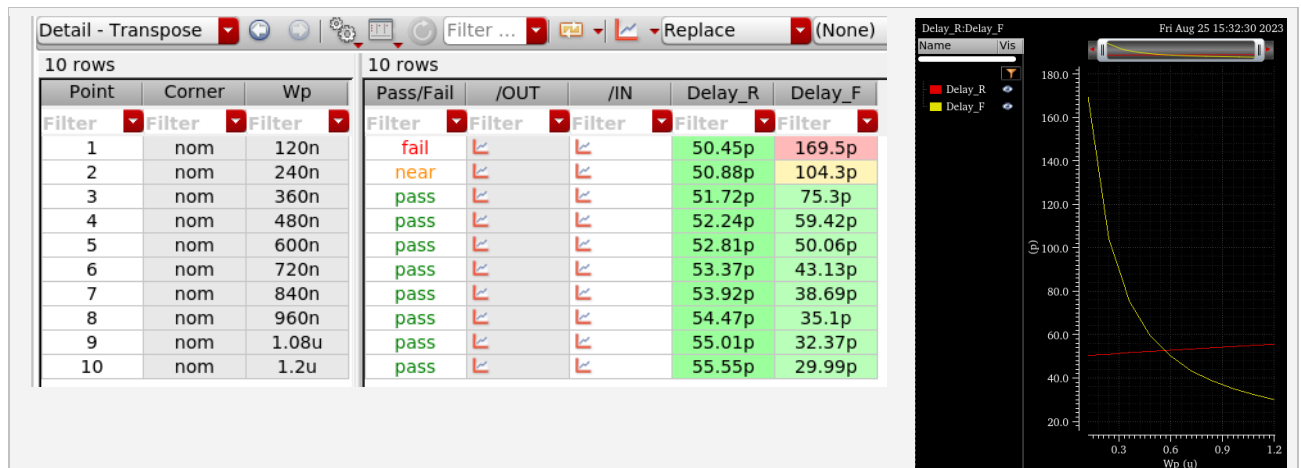 Detail - Transpose Filter ... Replace (None)
10 rows 10 rows
Point Corner Wp Pass/Fail /OUT /IN Delay_R Delay_F
Filter Filter Filter Filter Filter Filter Filter Filter
1 nom 120n fail 50.45p 169.5p
2 nom 240n near 50.88p 104.3p
3 nom 360n pass 51.72p 75.3p
4 nom 480n pass 52.24p 59.42p
5 nom 600n pass 52.81p 50.06p
6 nom 720n pass 53.37p 43.13p
7 nom 840n pass 53.92p 38.69p
8 nom 960n pass 54.47p 35.1p
9 nom 1.08u pass 55.01p 32.37p
10 nom 1.2u pass 55.55p 29.99p
Delay_R:Delay_F Fri Aug 25 15:32:30 2023
Name Vis
Delay_R
Delay_F
(p)
180.0
160.0
140.0
120.0
100.0
80.0
60.0
40.0
20.0
0.3 0.6 0.9 1.2
Wp (u)